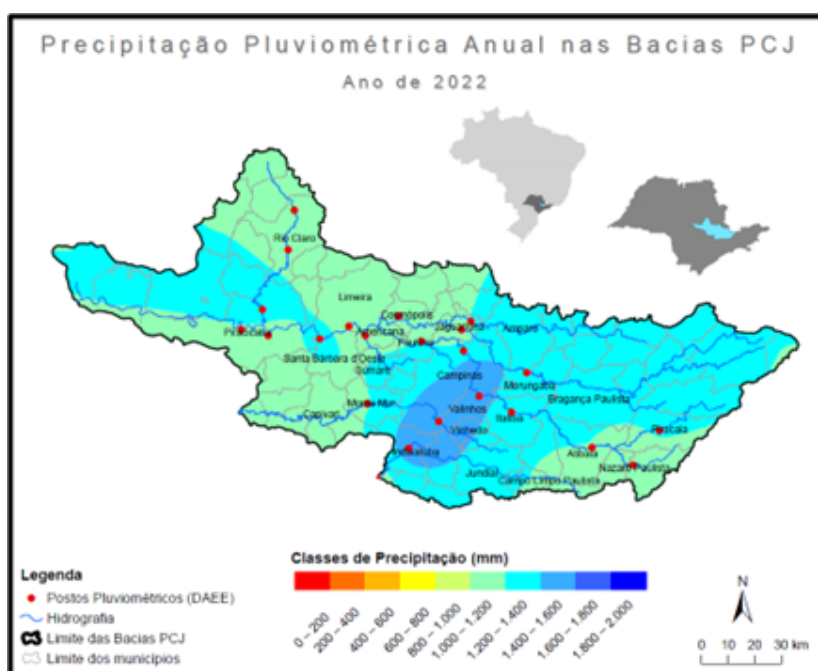 Precipitação Pluviométrica Anual nas Bacias PCJ
Ano de 2022
Rio Claro
Limeira
Cosmópolis
Jaguariúna
Amparo
Americana
Paulínia
Santa Bárbara d'Oeste
Sumaré
Campinas
Morungaba
Bragança Paulista
Monte Mor
Capivari
Valinhos
Itatiba
Vinhedo
Piracaia
Indaiatuba
Atibaia
Jundiaí
Nazaré Paulista
Campo Limpo Paulista
Classes de Precipitação (mm)
0 – 200
200 – 400
400 – 600
600 – 800
800 – 1.000
1.000 – 1.200
1.200 – 1.400
1.400 – 1.600
1.600 – 1.800
1.800 – 2.000
Legenda
Postos Pluviométricos (DAEE)
Hidrografia
Limite das Bacias PCJ
Limite dos municípios
N
0 10 20 30 km